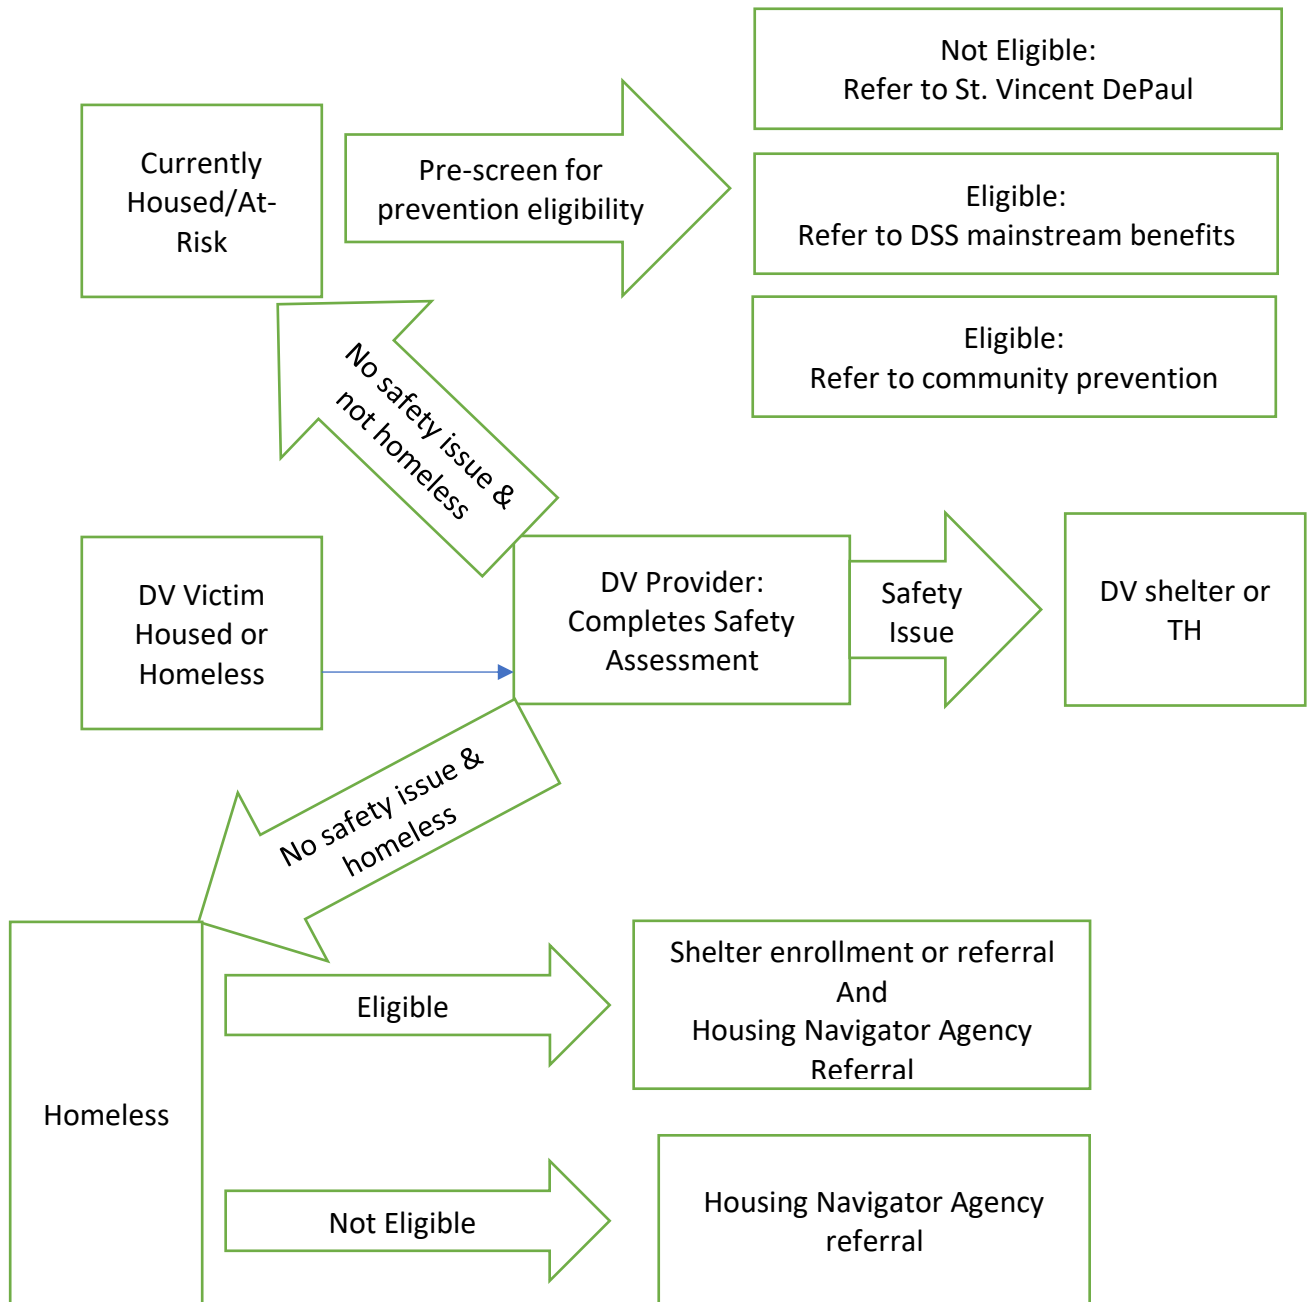 Not Eligible:
Refer to St. Vincent DePaul
Currently
Housed/At-
Risk
Pre-screen for
prevention eligibility
Eligible:
Refer to DSS mainstream benefits
Eligible:
Refer to community prevention
No safety issue &
not homeless
DV Victim
Housed or
Homeless
DV Provider:
Completes Safety
Assessment
Safety
Issue
DV shelter or
TH
No safety issue &
homeless
Homeless
Eligible
Shelter enrollment or referral
And
Housing Navigator Agency
Referral
Not Eligible
Housing Navigator Agency
referral